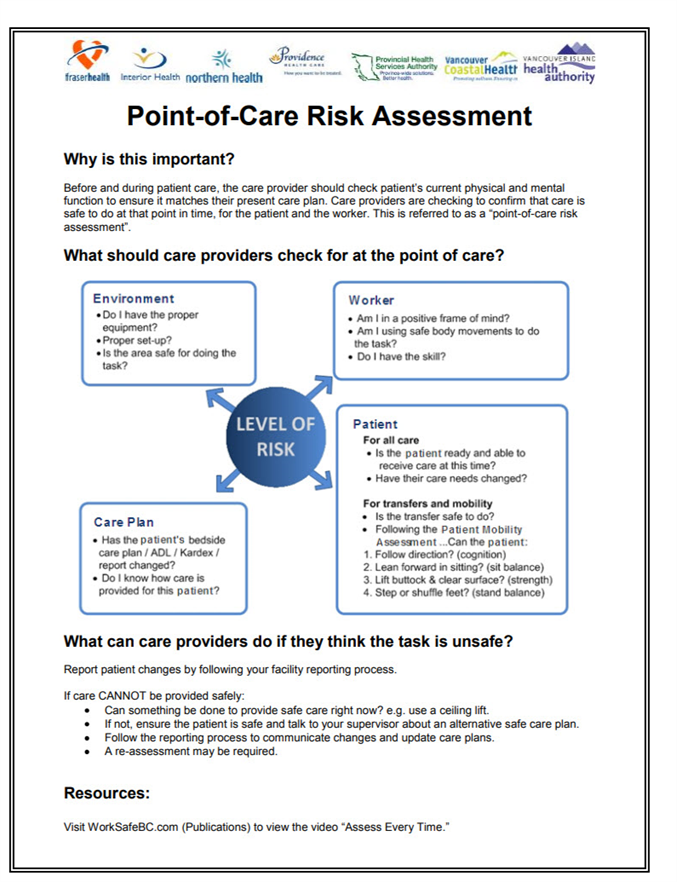 fraserhealth
Interior Health
northern health
Providence
HEALTH CARE
How you want to be treated.
Provincial Health
Services Authority
Province-wide solutions.
Better health.
Vancouver
CoastalHealth
Promoting wellness. Ensuring care.
VANCOUVER ISLAND
health
authority
Point-of-Care Risk Assessment
Why is this important?
Before and during patient care, the care provider should check patient's current physical and mental
function to ensure it matches their present care plan. Care providers are checking to confirm that care is
safe to do at that point in time, for the patient and the worker. This is referred to as a “point-of-care risk
assessment”.
What should care providers check for at the point of care?
Environment
• Do I have the proper
equipment?
• Proper set-up?
• Is the area safe for doing the
task?
Worker
• Am I in a positive frame of mind?
• Am I using safe body movements to do
the task?
• Do I have the skill?
LEVEL OF
RISK
Patient
For all care
• Is the patient ready and able to
receive care at this time?
• Have their care needs changed?
For transfers and mobility
• Is the transfer safe to do?
• Following the Patient Mobility
Assessment ...Can the patient:
1. Follow direction? (cognition)
2. Lean forward in sitting? (sit balance)
3. Lift buttock & clear surface? (strength)
4. Step or shuffle feet? (stand balance)
Care Plan
• Has the patient's bedside
care plan / ADL / Kardex /
report changed?
• Do I know how care is
provided for this patient?
What can care providers do if they think the task is unsafe?
Report patient changes by following your facility reporting process.
If care CANNOT be provided safely:
• Can something be done to provide safe care right now? e.g. use a ceiling lift.
• If not, ensure the patient is safe and talk to your supervisor about an alternative safe care plan.
• Follow the reporting process to communicate changes and update care plans.
• A re-assessment may be required.
Resources:
Visit WorkSafeBC.com (Publications) to view the video “Assess Every Time.”